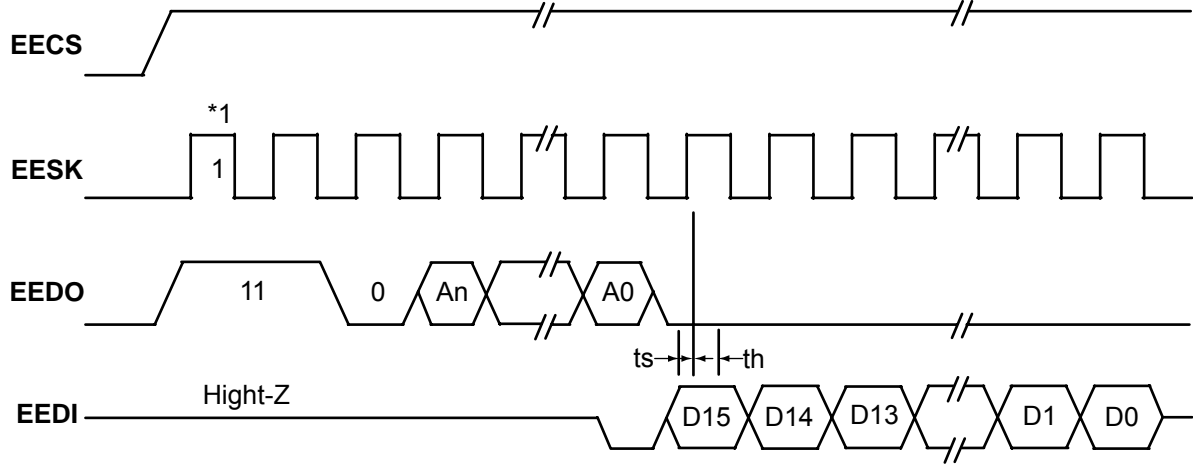 EECS
*1
EESK 1
EEDO 11 0 An A0
ts th
Hight-Z
EEDI D15 D14 D13 D1 D0